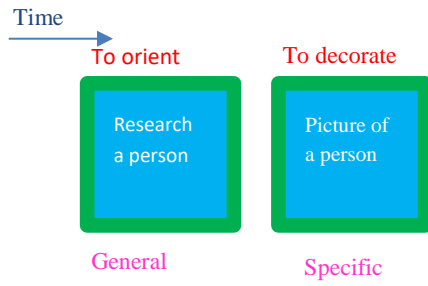 Time
To orient
To decorate
Research
a person
Picture of
a person
General
Specific